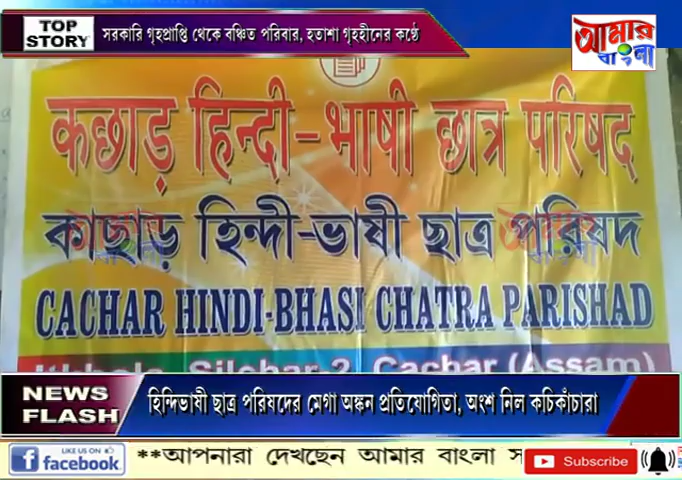 TOP STORY
সরকারি গৃহপ্রাপ্তি থেকে বঞ্চিত পরিবার, হতাশা গৃহহীনের কণ্ঠে
আমার বাংলা
कछाड़ हिन्दी-भाषी छात्र परिषद
কাছাড় হিন্দী-ভাষী ছাত্র পরিষদ
CACHAR HINDI-BHASI CHATRA PARISHAD
Silchar-2, Cachar (Assam)
NEWS FLASH
হিন্দিভাষী ছাত্র পরিষদের মেগা অঙ্কন প্রতিযোগিতা, অংশ নিল কচিকাঁচারা
LIKE US ON
facebook
**আপনারা দেখছেন আমার বাংলা স
Subscribe